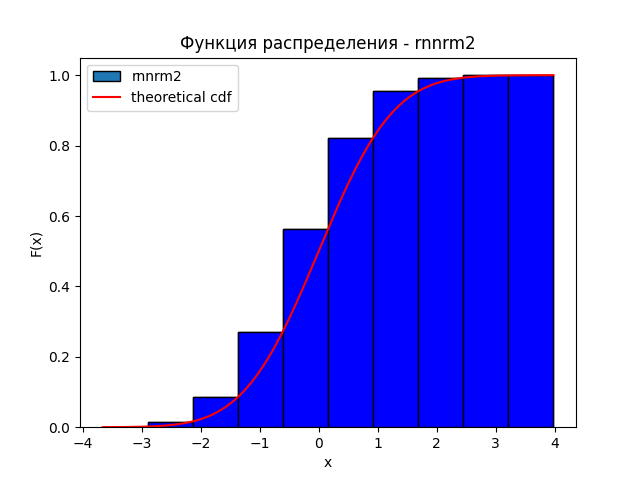 Функция распределения - rnnrm2
rnnrm2
theoretical cdf
1.0
0.8
0.6
0.4
0.2
0.0
F(x)
−4 −3 −2 −1 0 1 2 3 4
x